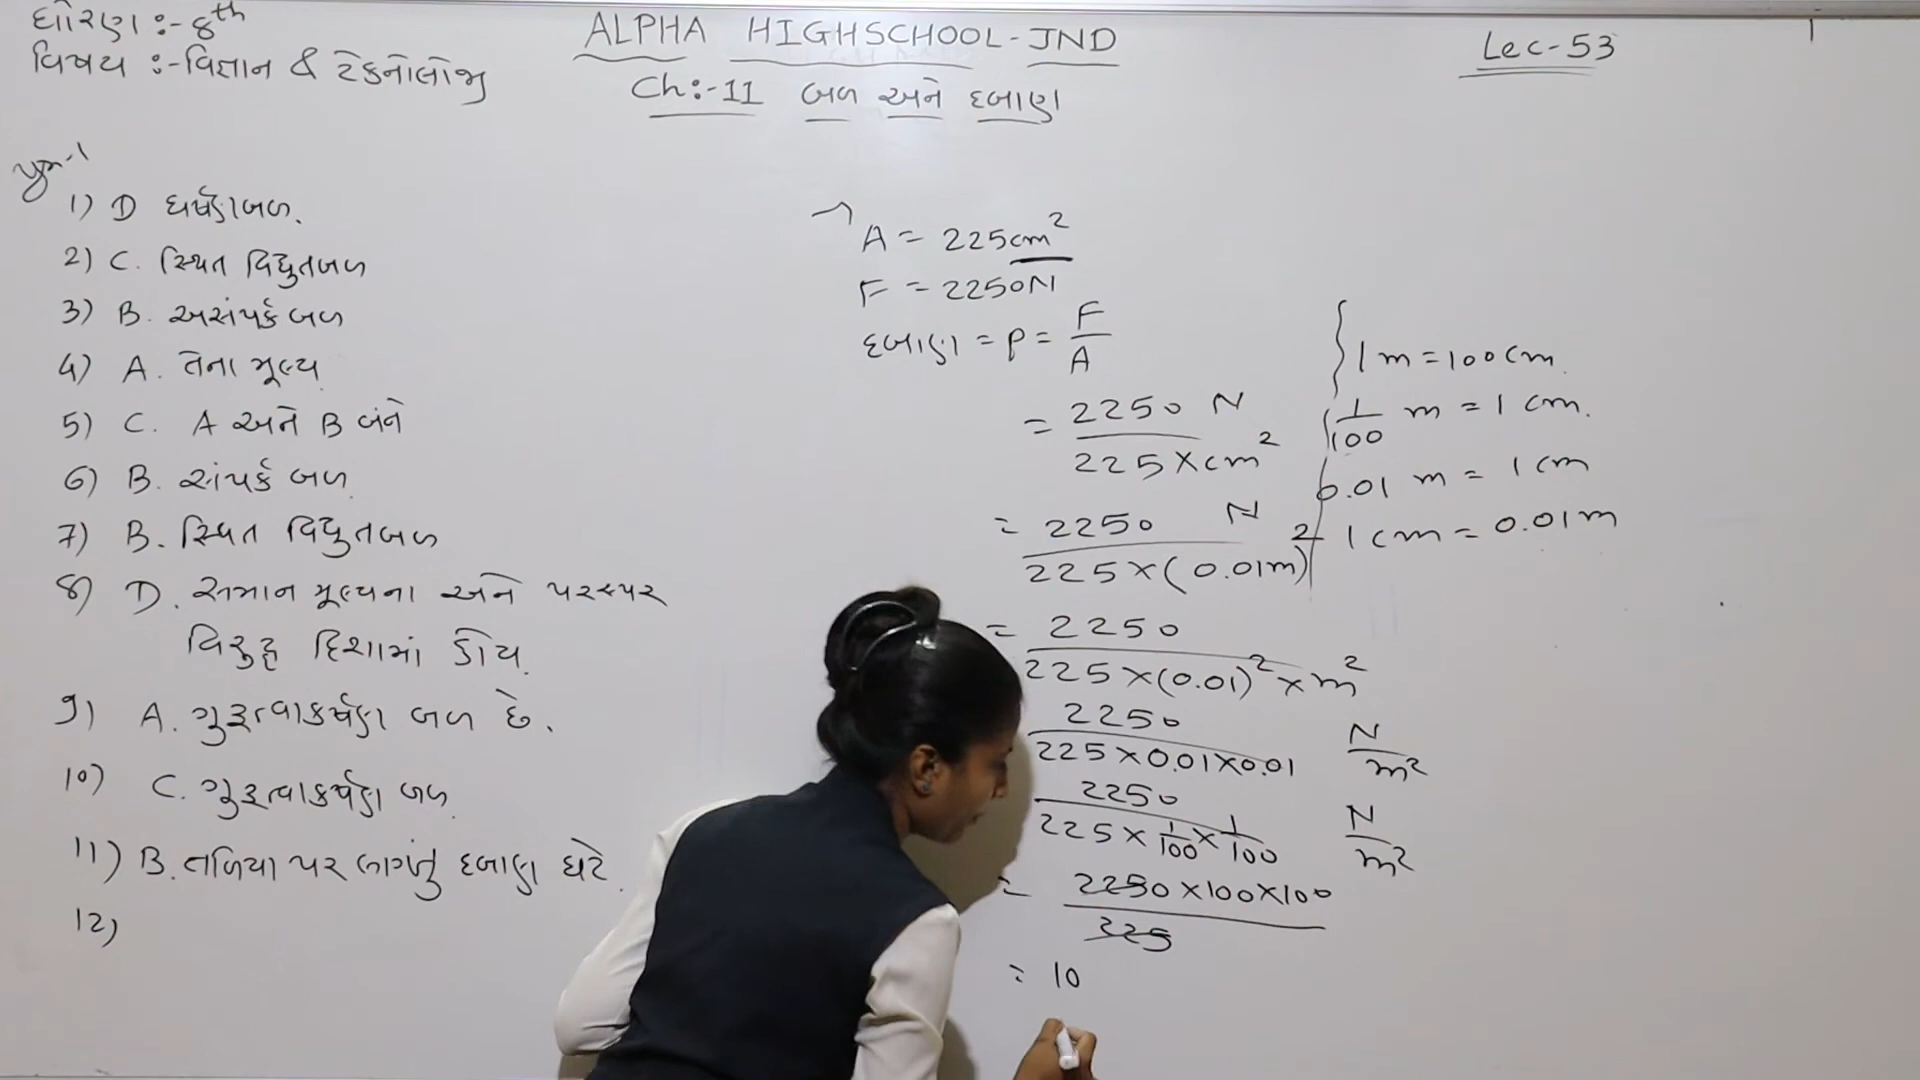 ધોરણ :- 8th
વિષય :- વિજ્ઞાન & ટેકનોલોજી
ALPHA HIGHSCHOOL-JND
Ch:-11 બળ અને દબાણ
Lec-53
1) D ઘર્ષણબળ.
2) C. સ્થિત વિદ્યુતબળ
3) B. અસંપર્ક બળ
4) A. તેના મૂલ્ય
5) C. A અને B બંને
6) B. સંપર્ક બળ
7) B. સ્થિત વિદ્યુતબળ
8) D. સમાન મૂલ્યના અને પરસ્પર
વિરુદ્ધ દિશામાં હોય.
9) A. ગુરુત્વાકર્ષણ બળ છે.
10) C. ગુરુત્વાકર્ષણ બળ
11) B. તળિયા પર લાગતું દબાણ ઘટે.
12)
→ A = 225cm²
F = 2250N
દબાણ = P = F/A
= 2250 N / 225 × cm²
= 2250 N / 225 × (0.01m)²
= 2250 / 225 × (0.01)² × m²
2250 / 225 × 0.01 × 0.01 N/m²
2250 / 225 × 1/100 × 1/100 N/m²
= 2250 × 100 × 100 / 225
= 10
1 m = 100 cm.
1/100 m = 1 cm.
0.01 m = 1 cm
1 cm = 0.01 m